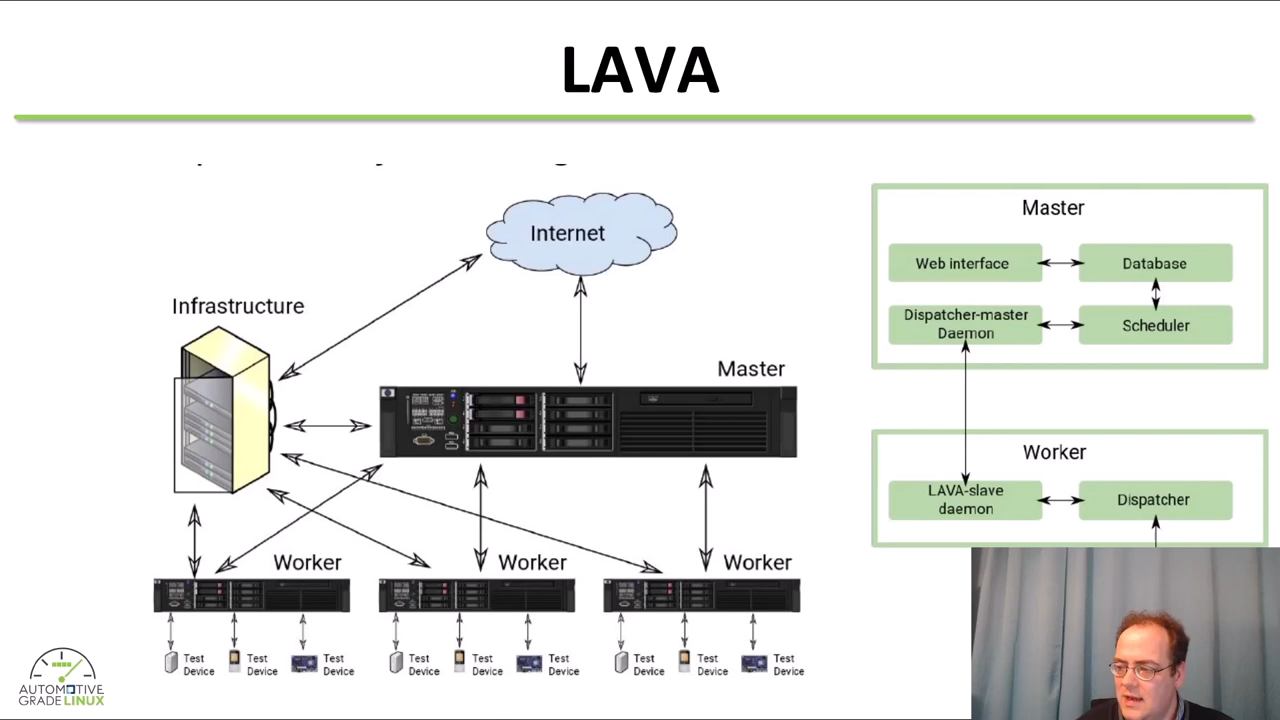 LAVA
Internet
Infrastructure
Master
Worker
Worker
Worker
Test
Device
Test
Device
Test
Device
Test
Device
Test
Device
Test
Device
Test
Device
Test
Device
Test
Device
Master
Web interface
Database
Dispatcher-master
Daemon
Scheduler
Worker
LAVA-slave
daemon
Dispatcher
AUTOMOTIVE
GRADELINUX